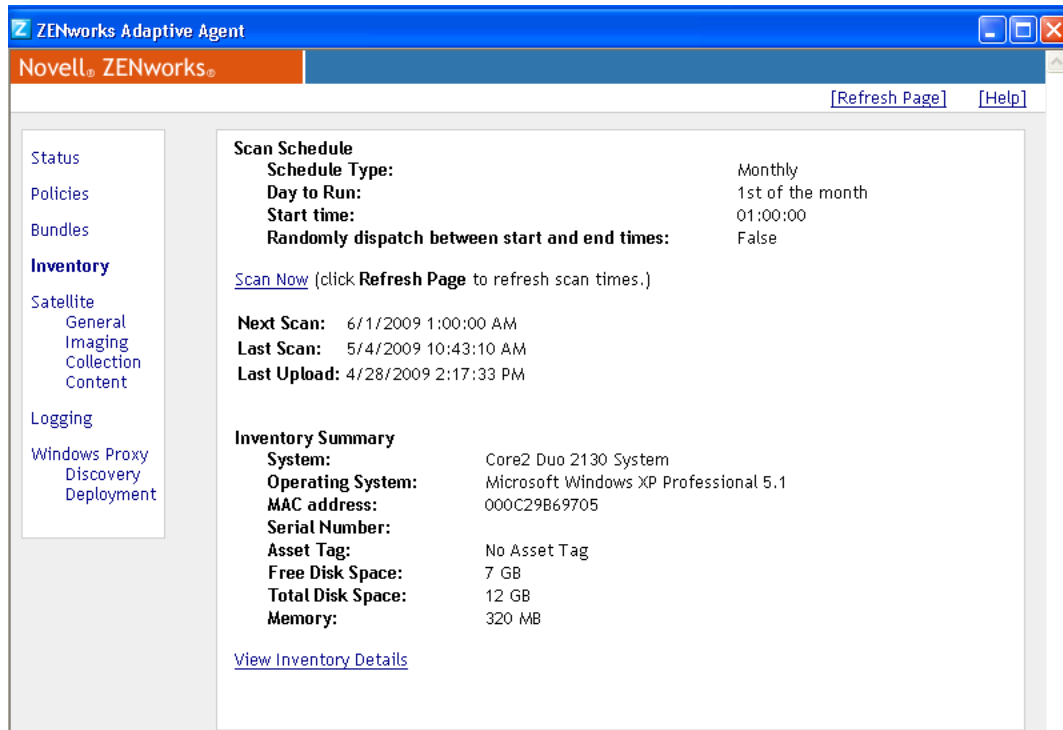 ZENworks Adaptive Agent
Novell® ZENworks®
[Refresh Page] [Help]
Status
Policies
Bundles
Inventory
Satellite
General
Imaging
Collection
Content
Logging
Windows Proxy
Discovery
Deployment
Scan Schedule
Schedule Type: Monthly
Day to Run: 1st of the month
Start time: 01:00:00
Randomly dispatch between start and end times: False
Scan Now (click Refresh Page to refresh scan times.)
Next Scan: 6/1/2009 1:00:00 AM
Last Scan: 5/4/2009 10:43:10 AM
Last Upload: 4/28/2009 2:17:33 PM
Inventory Summary
System: Core2 Duo 2130 System
Operating System: Microsoft Windows XP Professional 5.1
MAC address: 000C29B69705
Serial Number:
Asset Tag: No Asset Tag
Free Disk Space: 7 GB
Total Disk Space: 12 GB
Memory: 320 MB
View Inventory Details